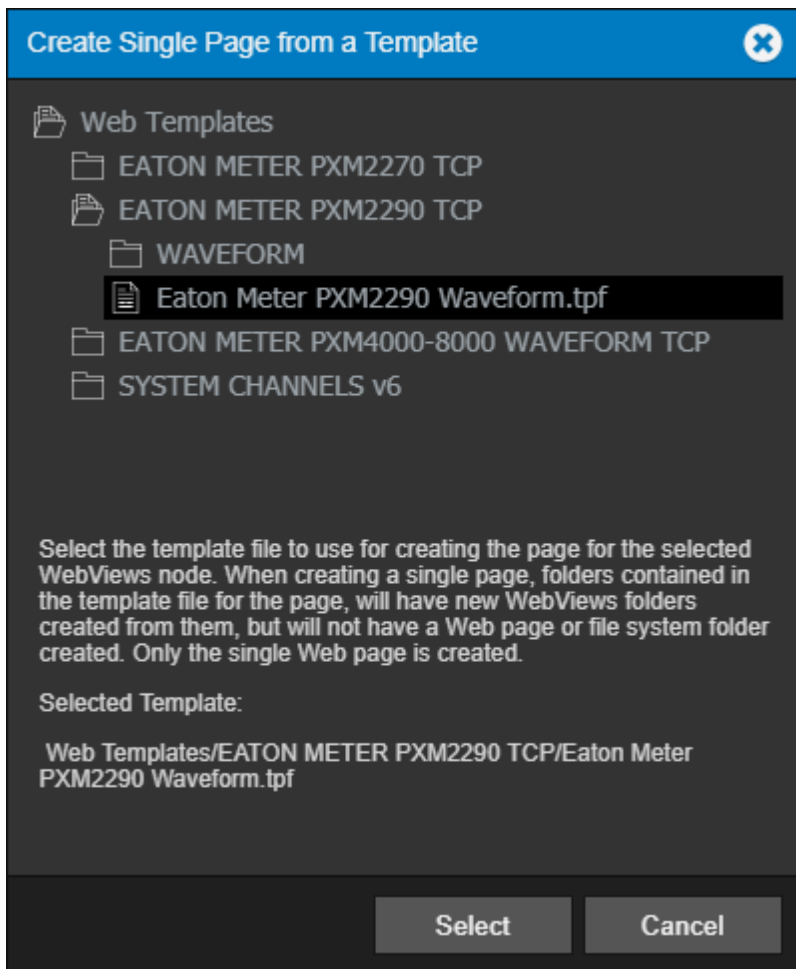 Create Single Page from a Template
Web Templates
EATON METER PXM2270 TCP
EATON METER PXM2290 TCP
WAVEFORM
Eaton Meter PXM2290 Waveform.tpf
EATON METER PXM4000-8000 WAVEFORM TCP
SYSTEM CHANNELS v6
Select the template file to use for creating the page for the selected
WebViews node. When creating a single page, folders contained in
the template file for the page, will have new WebViews folders
created from them, but will not have a Web page or file system folder
created. Only the single Web page is created.
Selected Template:
Web Templates/EATON METER PXM2290 TCP/Eaton Meter
PXM2290 Waveform.tpf
Select Cancel